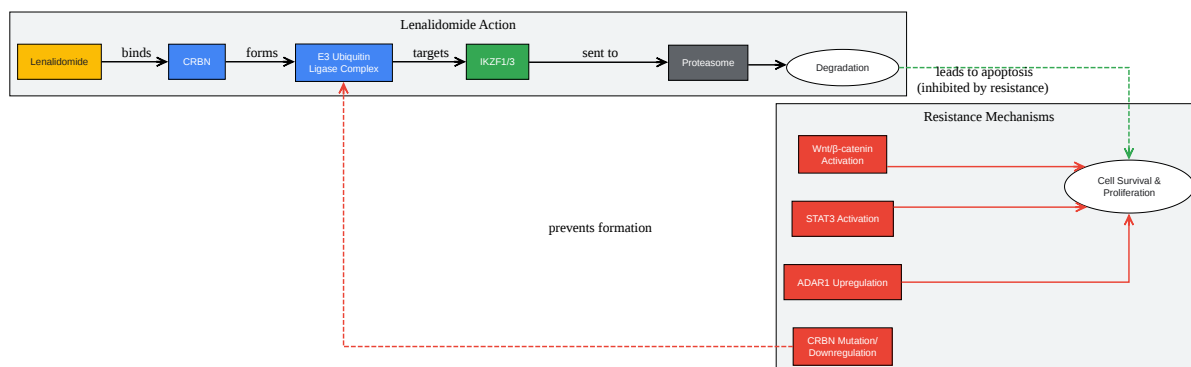 Lenalidomide Action
Lenalidomide
binds
CRBN
forms
E3 Ubiquitin
Ligase Complex
targets
IKZF1/3
sent to
Proteasome
Degradation
leads to apoptosis
(inhibited by resistance)
Resistance Mechanisms
Wnt/β-catenin
Activation
Cell Survival &
Proliferation
STAT3 Activation
prevents formation
ADAR1 Upregulation
CRBN Mutation/
Downregulation